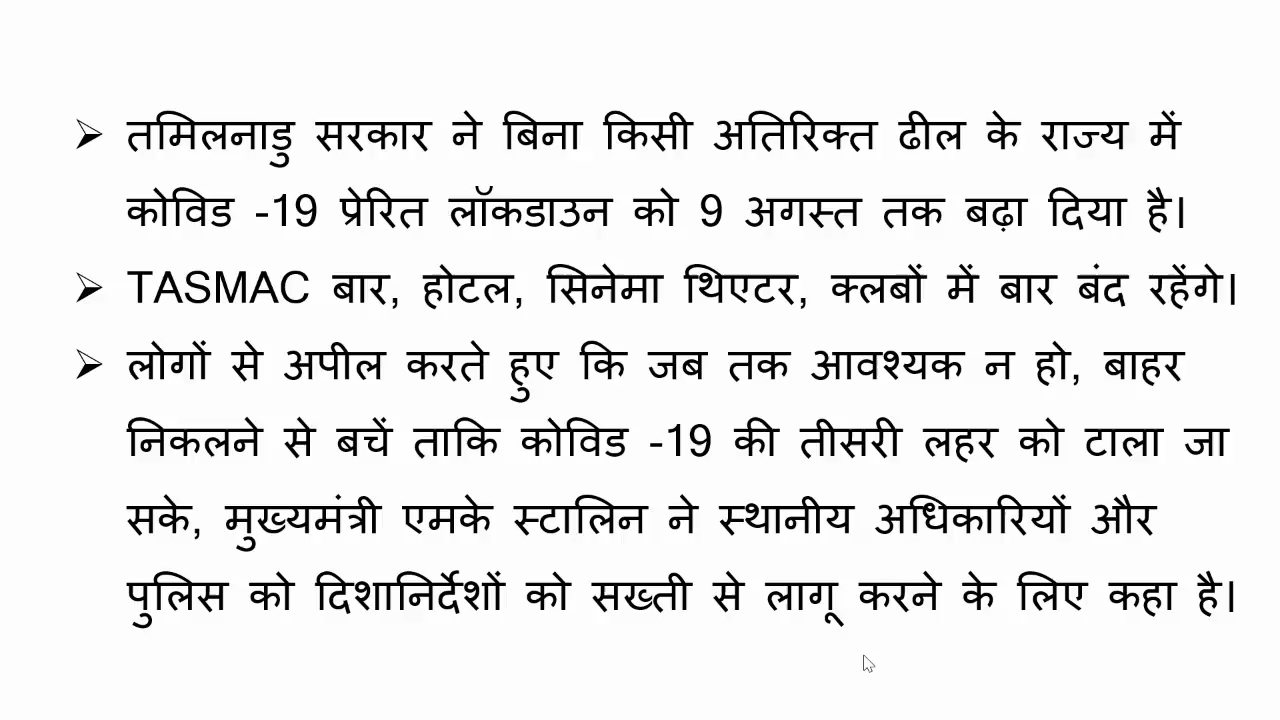 ➢ तमिलनाडु सरकार ने बिना किसी अतिरिक्त ढील के राज्य में
कोविड -19 प्रेरित लॉकडाउन को 9 अगस्त तक बढ़ा दिया है।
➢ TASMAC बार, होटल, सिनेमा थिएटर, क्लबों में बार बंद रहेंगे।
➢ लोगों से अपील करते हुए कि जब तक आवश्यक न हो, बाहर
निकलने से बचें ताकि कोविड -19 की तीसरी लहर को टाला जा
सके, मुख्यमंत्री एमके स्टालिन ने स्थानीय अधिकारियों और
पुलिस को दिशानिर्देशों को सख्ती से लागू करने के लिए कहा है।